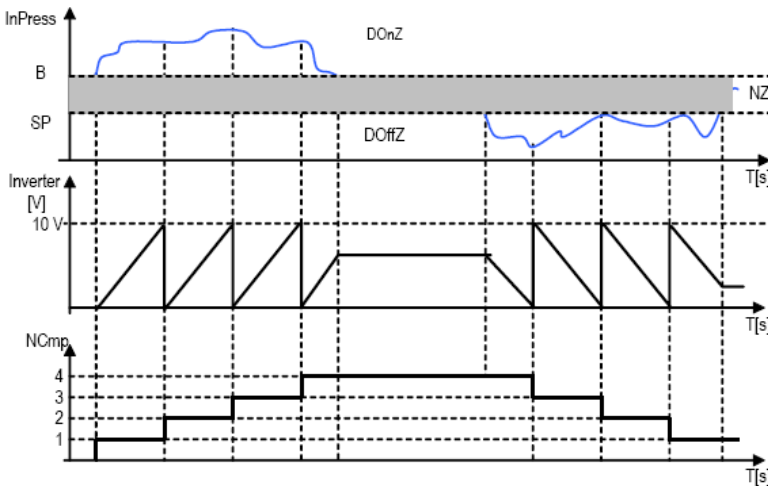 InPress
DOnZ
B
NZ
SP
DOffZ
T[s]
Inverter
[V]
10 V
T[s]
NCmp
4
3
2
1
T[s]